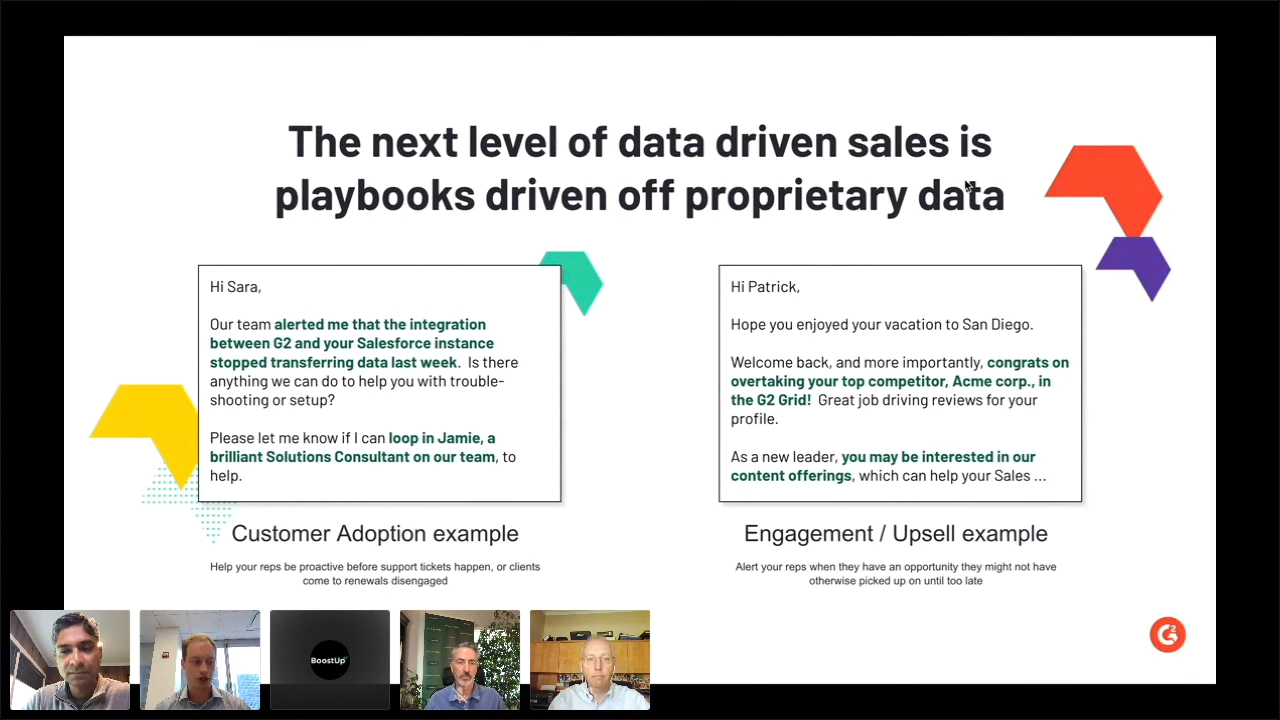 The next level of data driven sales is
playbooks driven off proprietary data
Hi Sara,
Our team alerted me that the integration
between G2 and your Salesforce instance
stopped transferring data last week. Is there
anything we can do to help you with trouble-
shooting or setup?
Please let me know if I can loop in Jamie, a
brilliant Solutions Consultant on our team, to
help.
Customer Adoption example
Help your reps be proactive before support tickets happen, or clients
come to renewals disengaged
Hi Patrick,
Hope you enjoyed your vacation to San Diego.
Welcome back, and more importantly, congrats on
overtaking your top competitor, Acme corp., in
the G2 Grid! Great job driving reviews for your
profile.
As a new leader, you may be interested in our
content offerings, which can help your Sales ...
Engagement / Upsell example
Alert your reps when they have an opportunity they might not have
otherwise picked up on until too late
BoostUp
G2